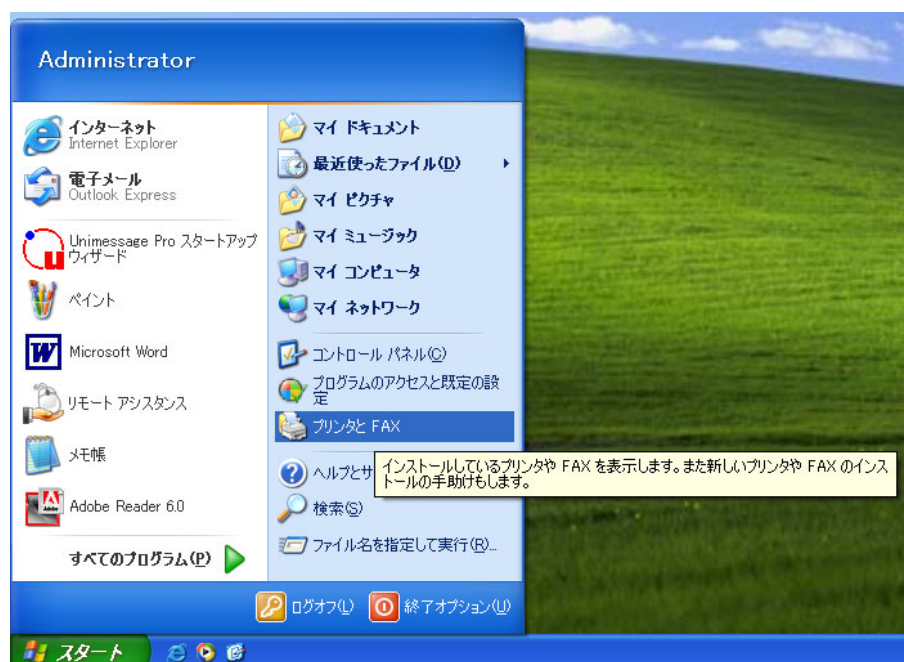 Administrator
インターネット
Internet Explorer
電子メール
Outlook Express
Unimessage Pro スタートアップ
ウィザード
ペイント
Microsoft Word
リモート アシスタンス
メモ帳
Adobe Reader 6.0
すべてのプログラム(P)
マイ ドキュメント
最近使ったファイル(D)
マイ ピクチャ
マイ ミュージック
マイ コンピュータ
マイ ネットワーク
コントロール パネル(C)
プログラムのアクセスと既定の設
定
プリンタと FAX
インストールしているプリンタや FAX を表示します。また新しいプリンタや FAX のインス
トールの手助けもします。
ヘルプとサ
検索(S)
ファイル名を指定して実行(R)...
ログオフ(L)
終了オプション(U)
スタート